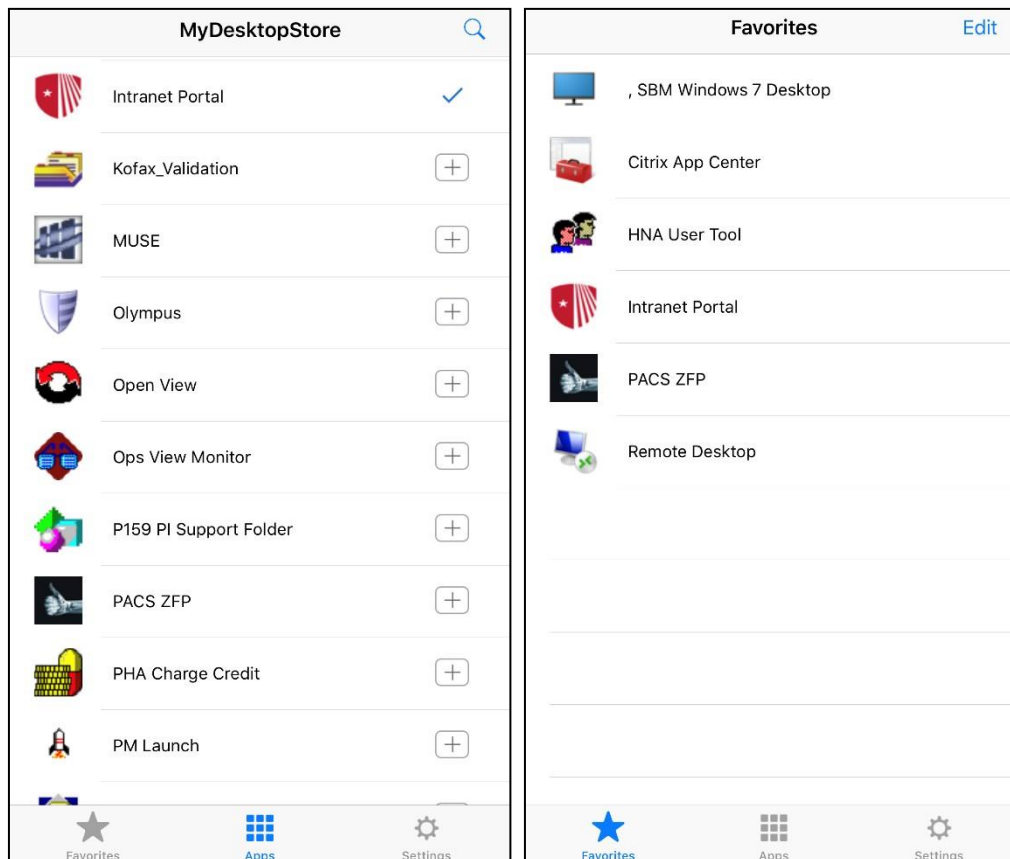 MyDesktopStore
Intranet Portal
Kofax_Validation
MUSE
Olympus
Open View
Ops View Monitor
P159 PI Support Folder
PACS ZFP
PHA Charge Credit
PM Launch
Favorites
Apps
Settings
Favorites
Edit
, SBM Windows 7 Desktop
Citrix App Center
HNA User Tool
Intranet Portal
PACS ZFP
Remote Desktop
Favorites
Apps
Settings